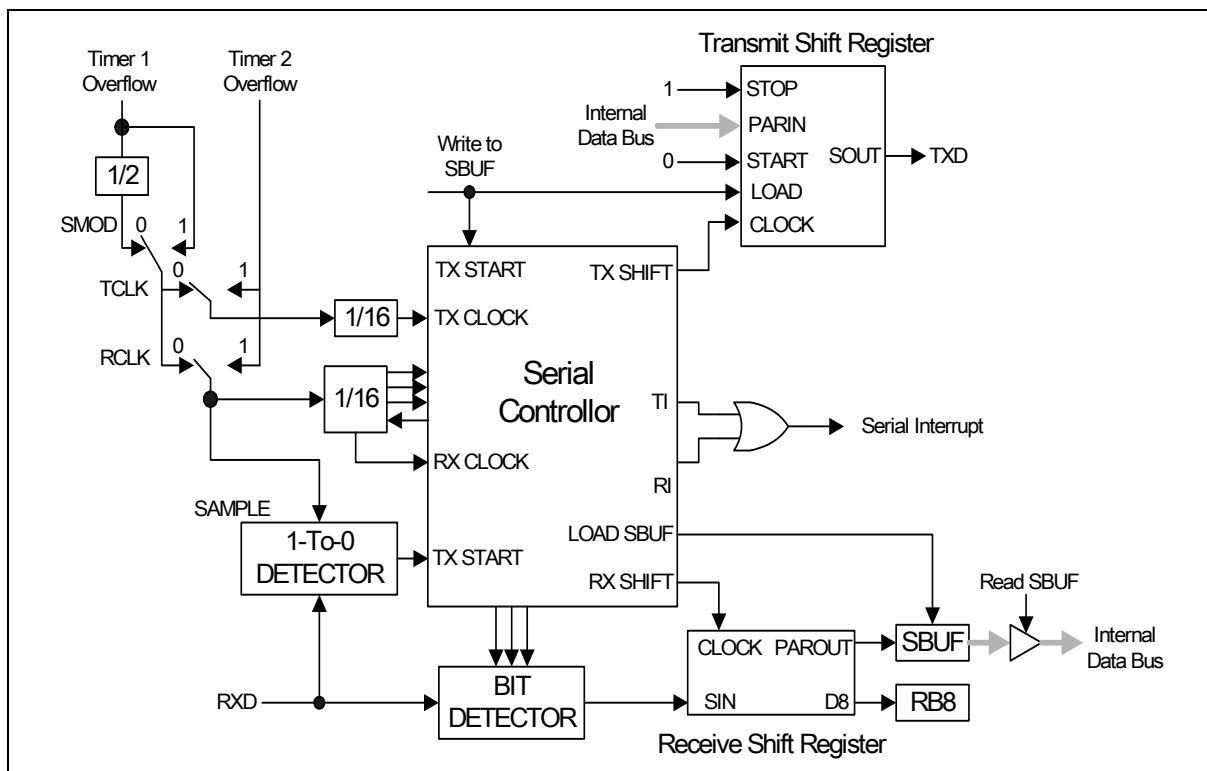 Timer 1
Overflow
Timer 2
Overflow
Transmit Shift Register
1
STOP
Internal
Data Bus
PARIN
0
START
SOUT
TXD
LOAD
CLOCK
Write to
SBUF
1/2
SMOD
0
1
TCLK
0
1
RCLK
0
1
1/16
1/16
TX START
TX SHIFT
TX CLOCK
Serial
Controllor
TI
Serial Interrupt
RX CLOCK
RI
SAMPLE
1-To-0
DETECTOR
TX START
LOAD SBUF
RX SHIFT
Read SBUF
CLOCK
PAROUT
SBUF
Internal
Data Bus
RXD
BIT
DETECTOR
SIN
D8
RB8
Receive Shift Register